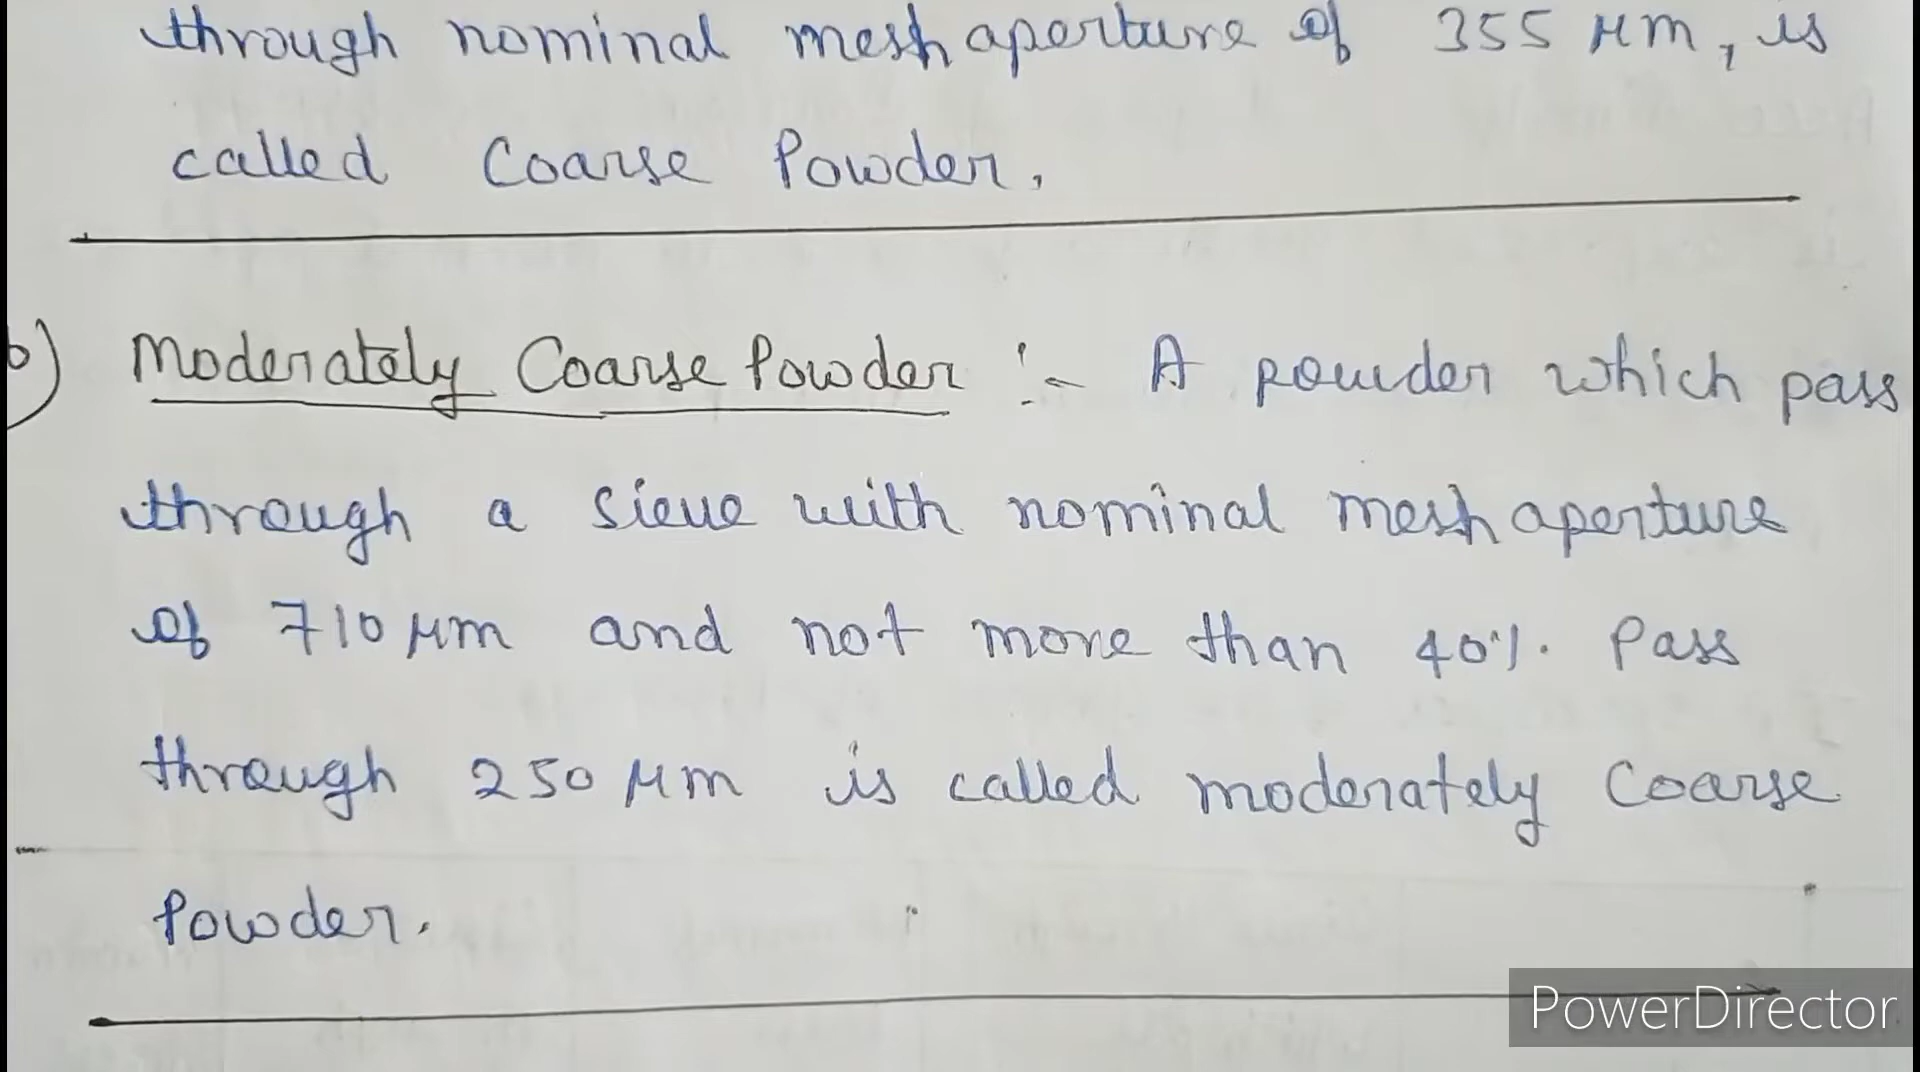 through nominal mesh aperture of 355 μm, is
called Coarse Powder.
b) Moderately Coarse Powder :- A powder which pass
through a sieve with nominal mesh aperture
of 710 μm and not more than 40%. Pass
through 250 μm is called moderately Coarse
Powder.
PowerDirector